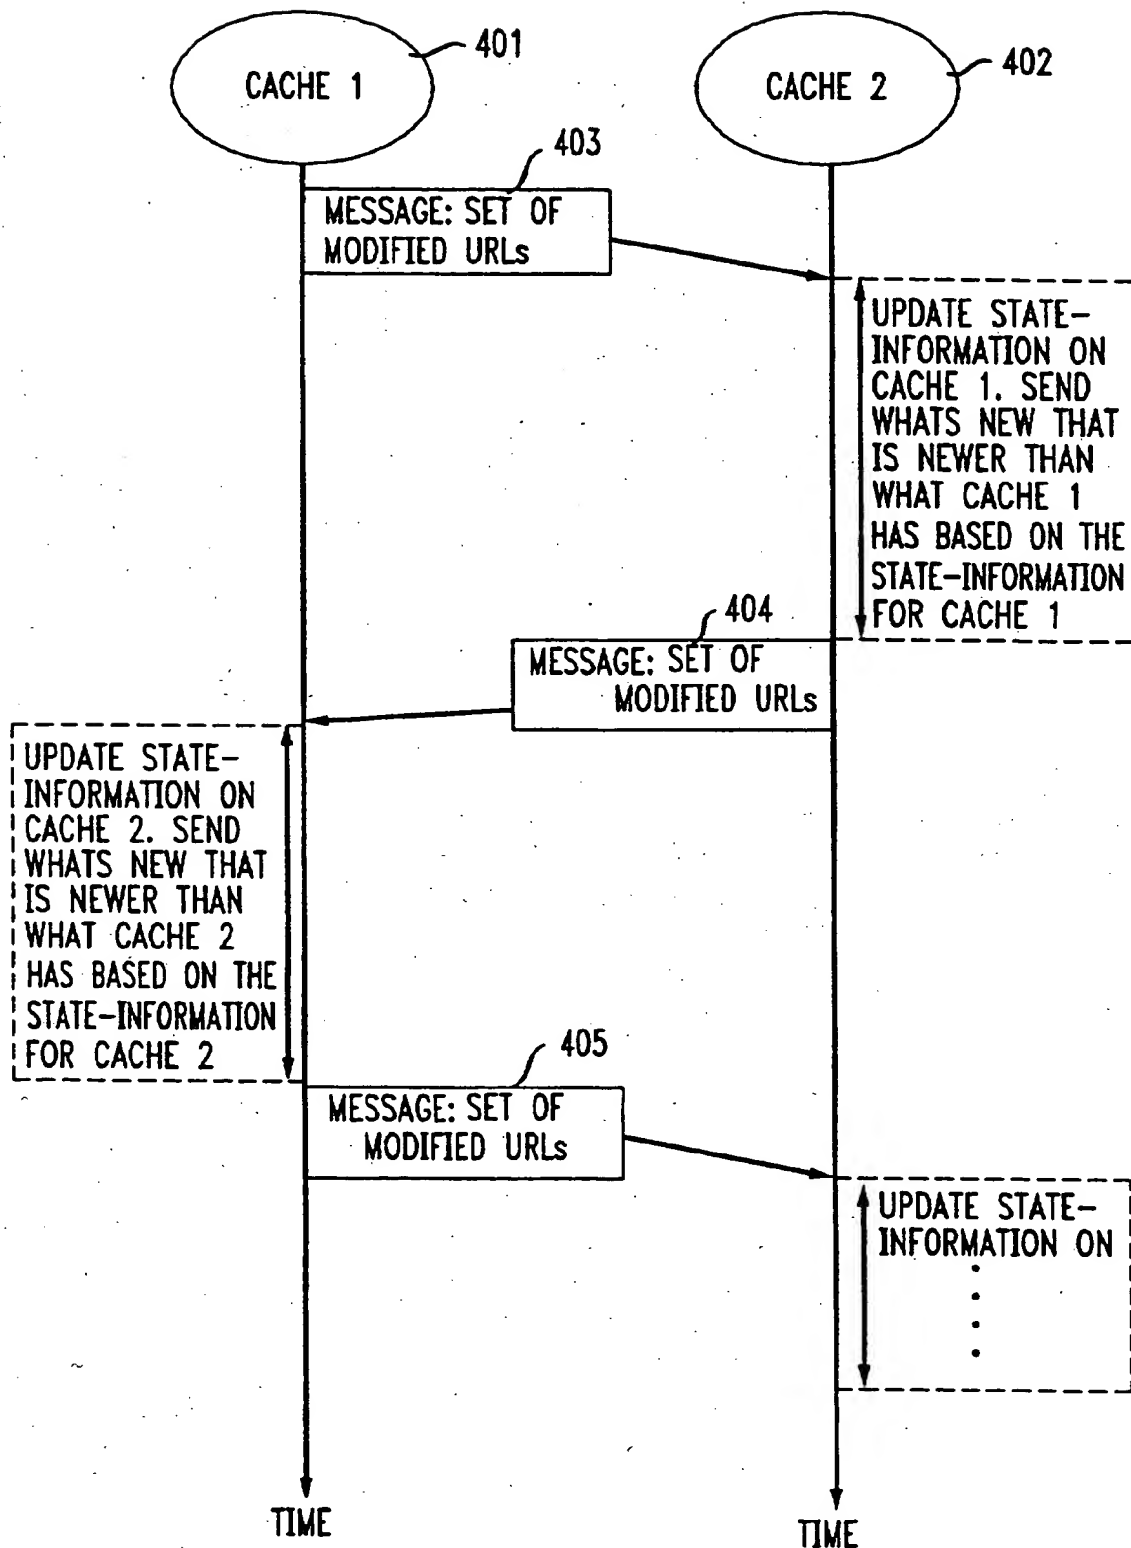 401
CACHE 1
402
CACHE 2
403
MESSAGE: SET OF
MODIFIED URLs
UPDATE STATE-
INFORMATION ON
CACHE 1. SEND
WHATS NEW THAT
IS NEWER THAN
WHAT CACHE 1
HAS BASED ON THE
STATE-INFORMATION
FOR CACHE 1
404
MESSAGE: SET OF
MODIFIED URLs
UPDATE STATE-
INFORMATION ON
CACHE 2. SEND
WHATS NEW THAT
IS NEWER THAN
WHAT CACHE 2
HAS BASED ON THE
STATE-INFORMATION
FOR CACHE 2
405
MESSAGE: SET OF
MODIFIED URLs
UPDATE STATE-
INFORMATION ON
TIME
TIME